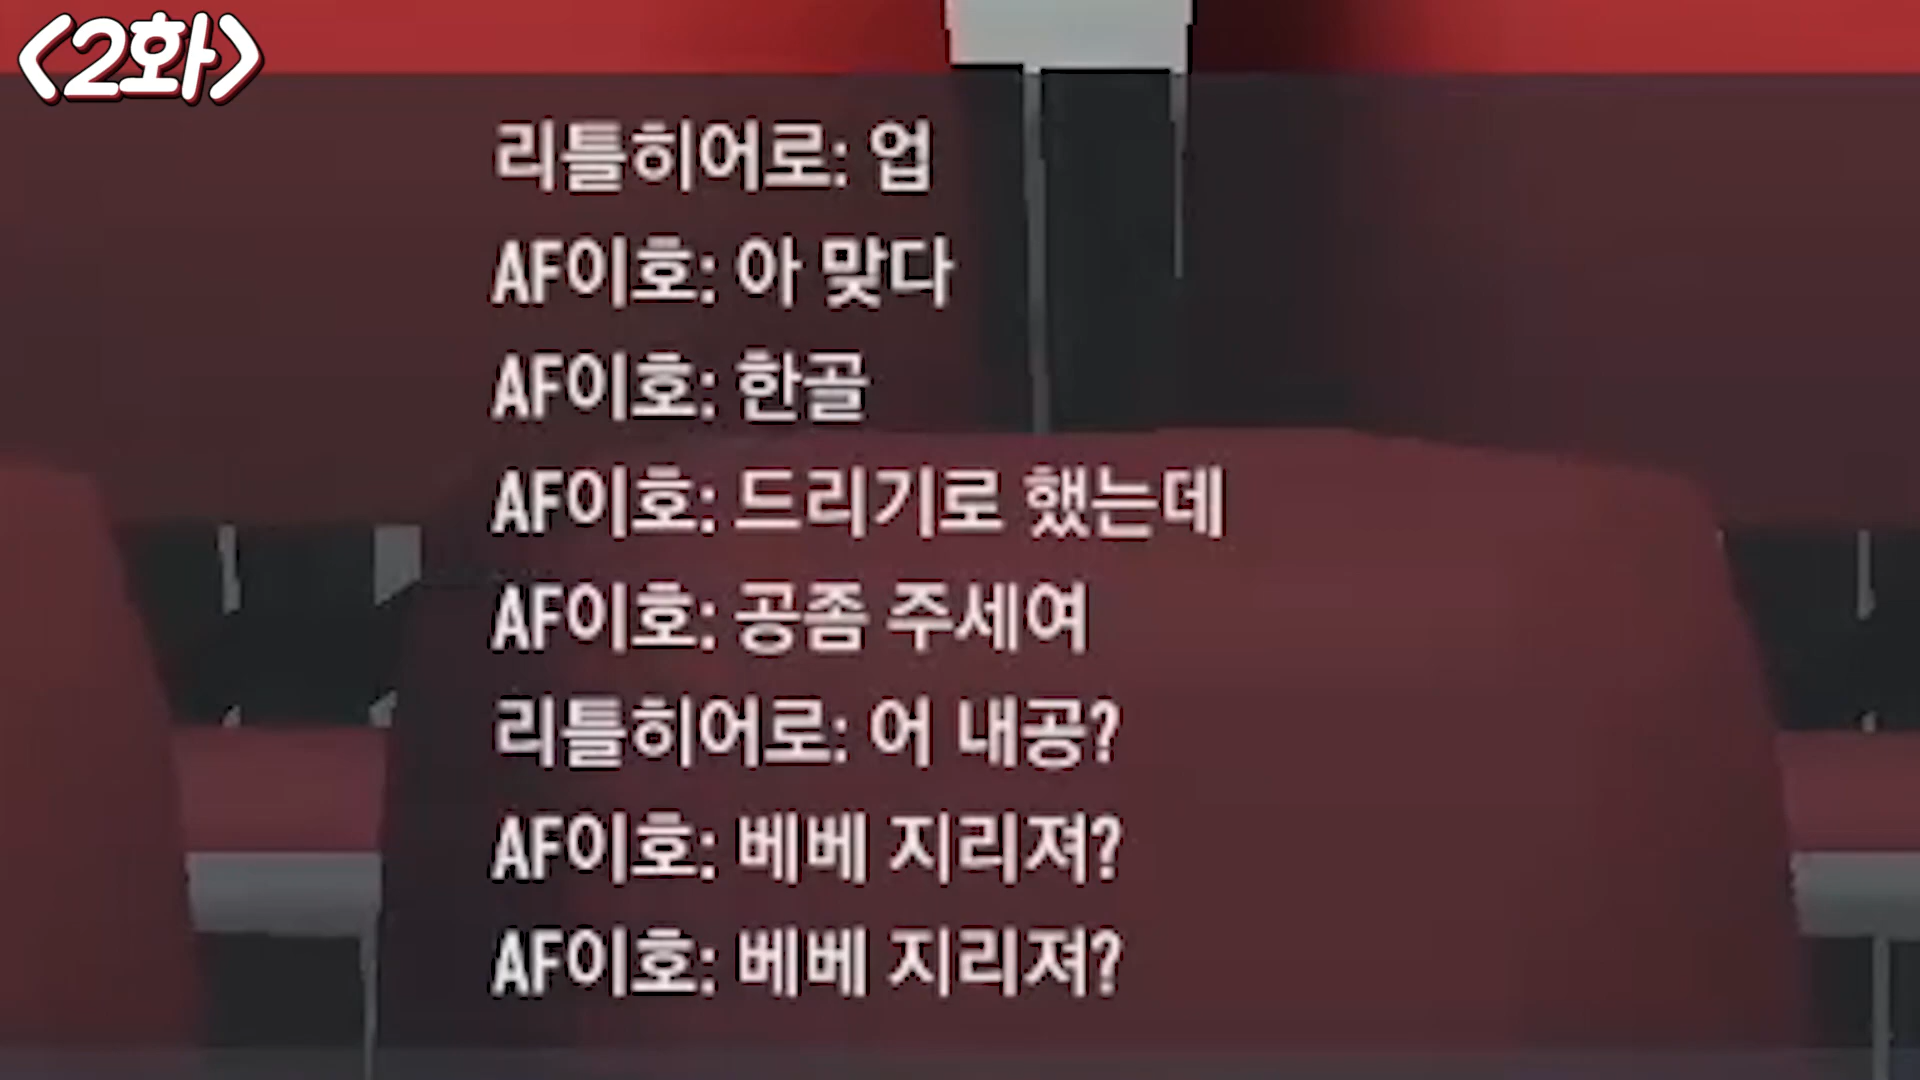 <2화>
리틀히어로: 업
AF이호: 아 맞다
AF이호: 한골
AF이호: 드리기로 했는데
AF이호: 공좀 주세여
리틀히어로: 어 내공?
AF이호: 베베 지리져?
AF이호: 베베 지리져?